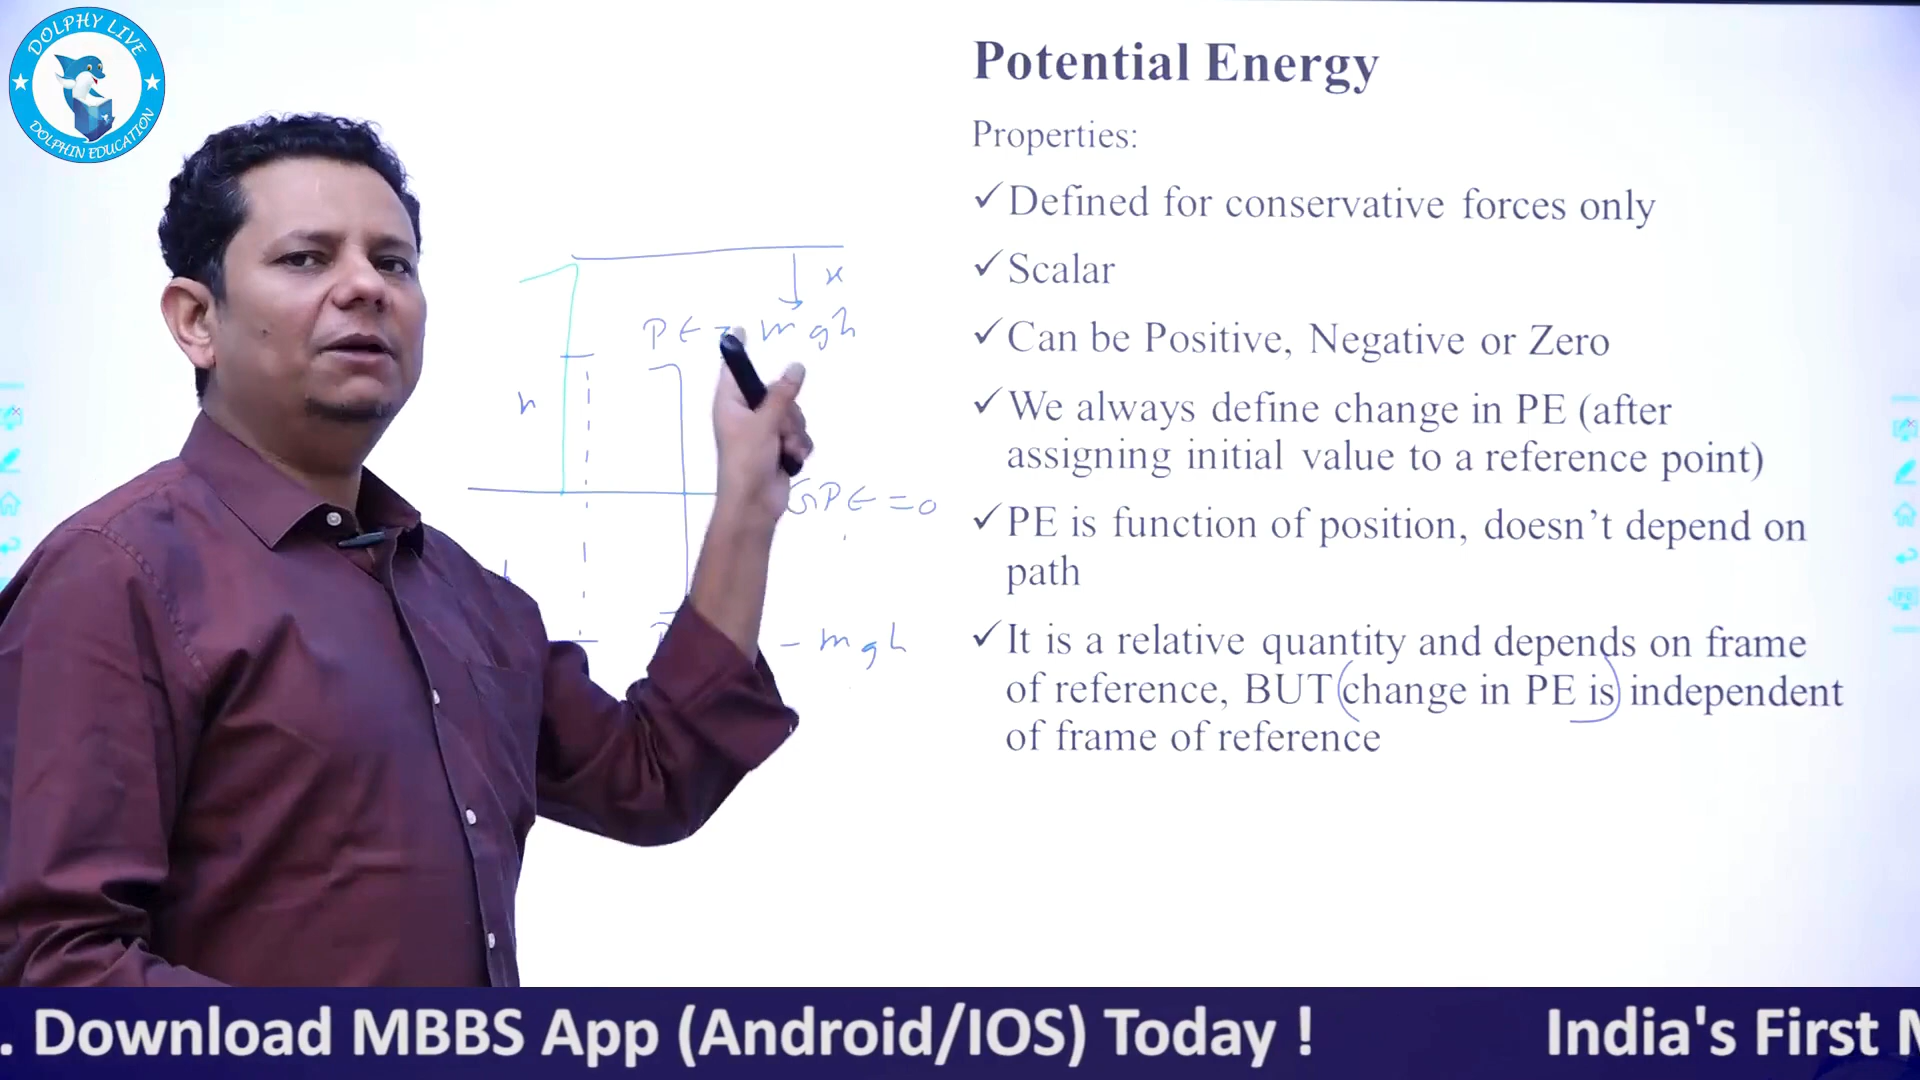 DOLPHY LIVE
DOLPHIN EDUCATION
Potential Energy
Properties:
✓Defined for conservative forces only
✓Scalar
✓Can be Positive, Negative or Zero
✓We always define change in PE (after
assigning initial value to a reference point)
✓PE is function of position, doesn’t depend on
path
✓It is a relative quantity and depends on frame
of reference, BUT change in PE is independent
of frame of reference
x
PE = mgh
h
GPE = 0
- mgh
. Download MBBS App (Android/IOS) Today !
India's First